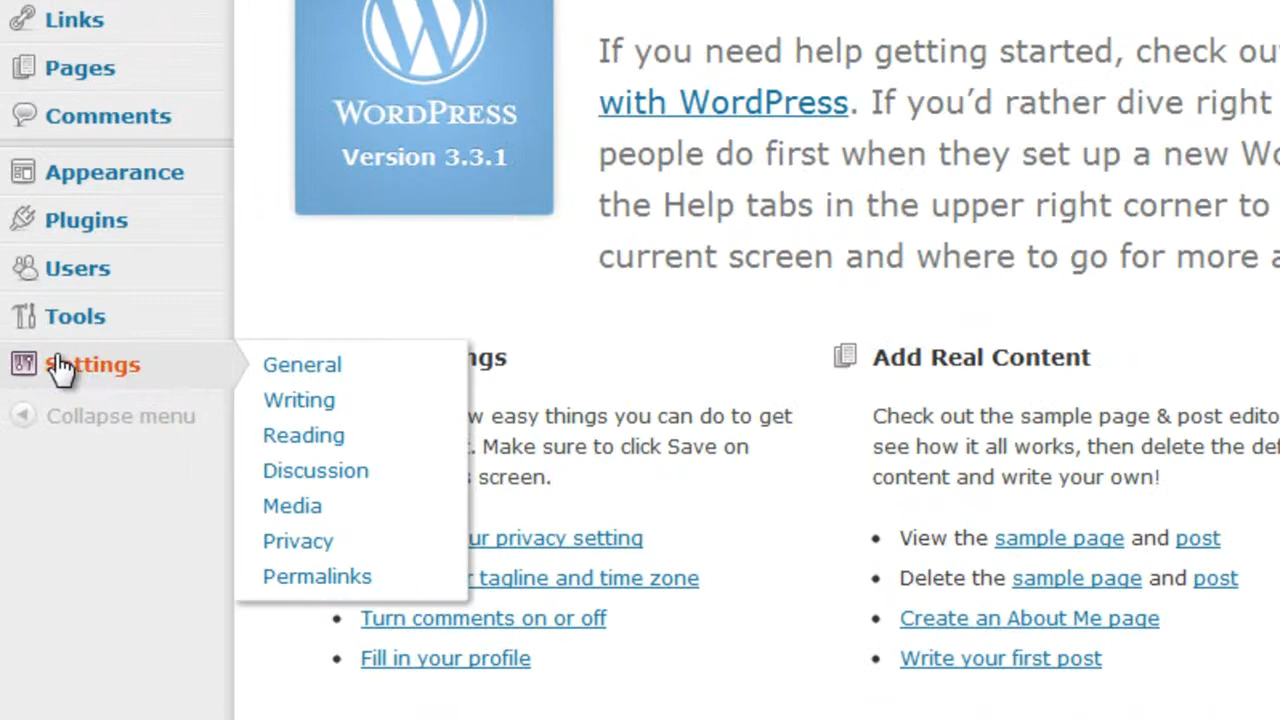 Links
Pages
Comments
Appearance
Plugins
Users
Tools
Settings
Collapse menu
General
Writing
Reading
Discussion
Media
Privacy
Permalinks
W
WORDPRESS
Version 3.3.1
If you need help getting started, check out
with WordPress. If you’d rather dive right
people do first when they set up a new Wo
the Help tabs in the upper right corner to
current screen and where to go for more a
ngs
w easy things you can do to get
. Make sure to click Save on
s screen.
ur privacy setting
r tagline and time zone
Turn comments on or off
Fill in your profile
Add Real Content
Check out the sample page & post edito
see how it all works, then delete the def
content and write your own!
View the sample page and post
Delete the sample page and post
Create an About Me page
Write your first post